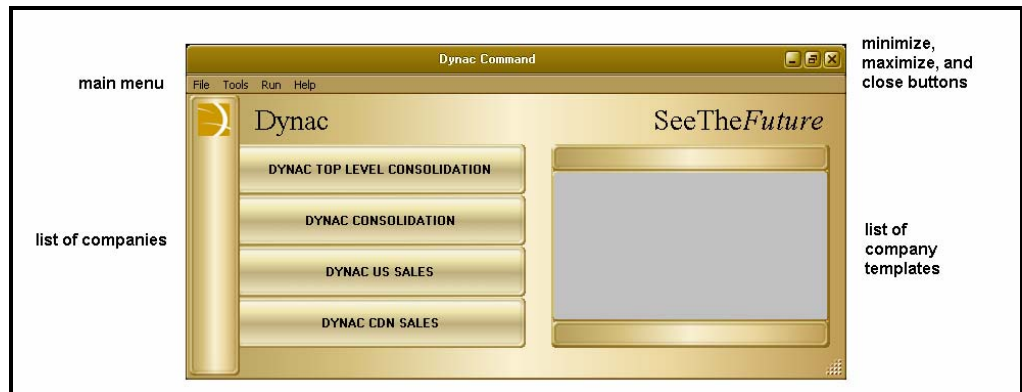 Dynac Command
minimize,
maximize, and
close buttons
main menu
File Tools Run Help
Dynac
SeeTheFuture
DYNAC TOP LEVEL CONSOLIDATION
DYNAC CONSOLIDATION
list of companies
list of
company
templates
DYNAC US SALES
DYNAC CDN SALES